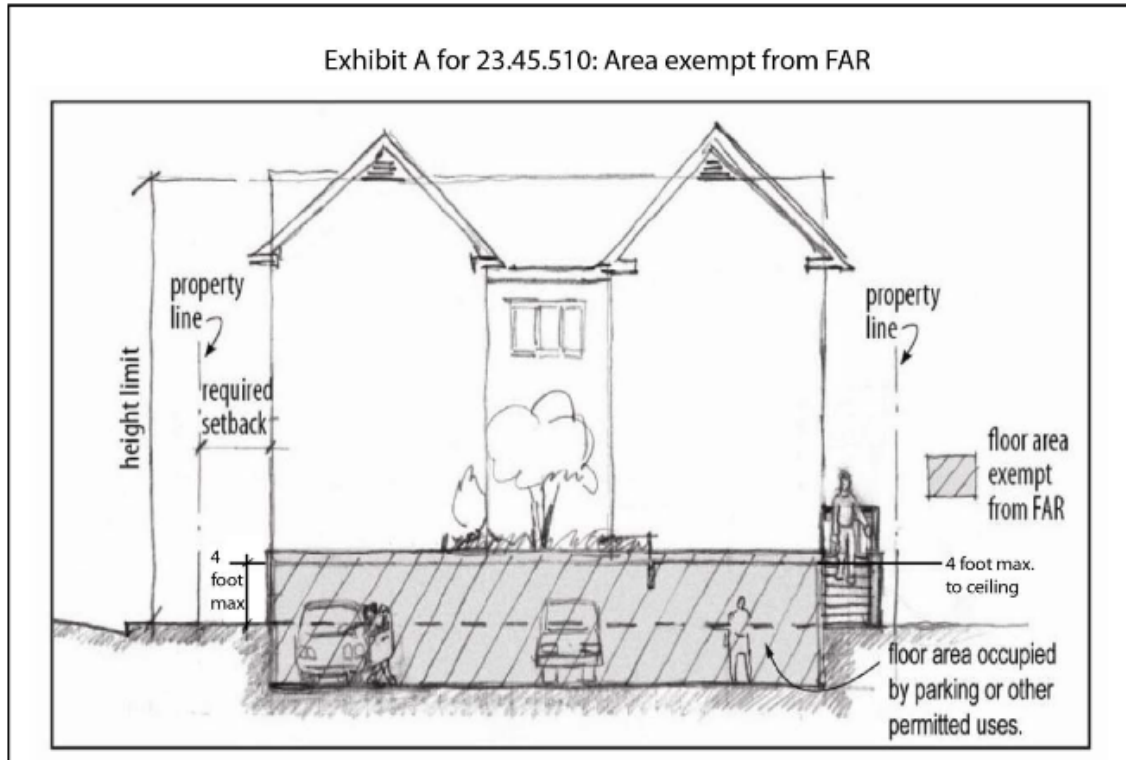 Exhibit A for 23.45.510: Area exempt from FAR
property
line
required
setback
height limit
4
foot
max
property
line
floor area
exempt
from FAR
4 foot max.
to ceiling
floor area occupied
by parking or other
permitted uses.